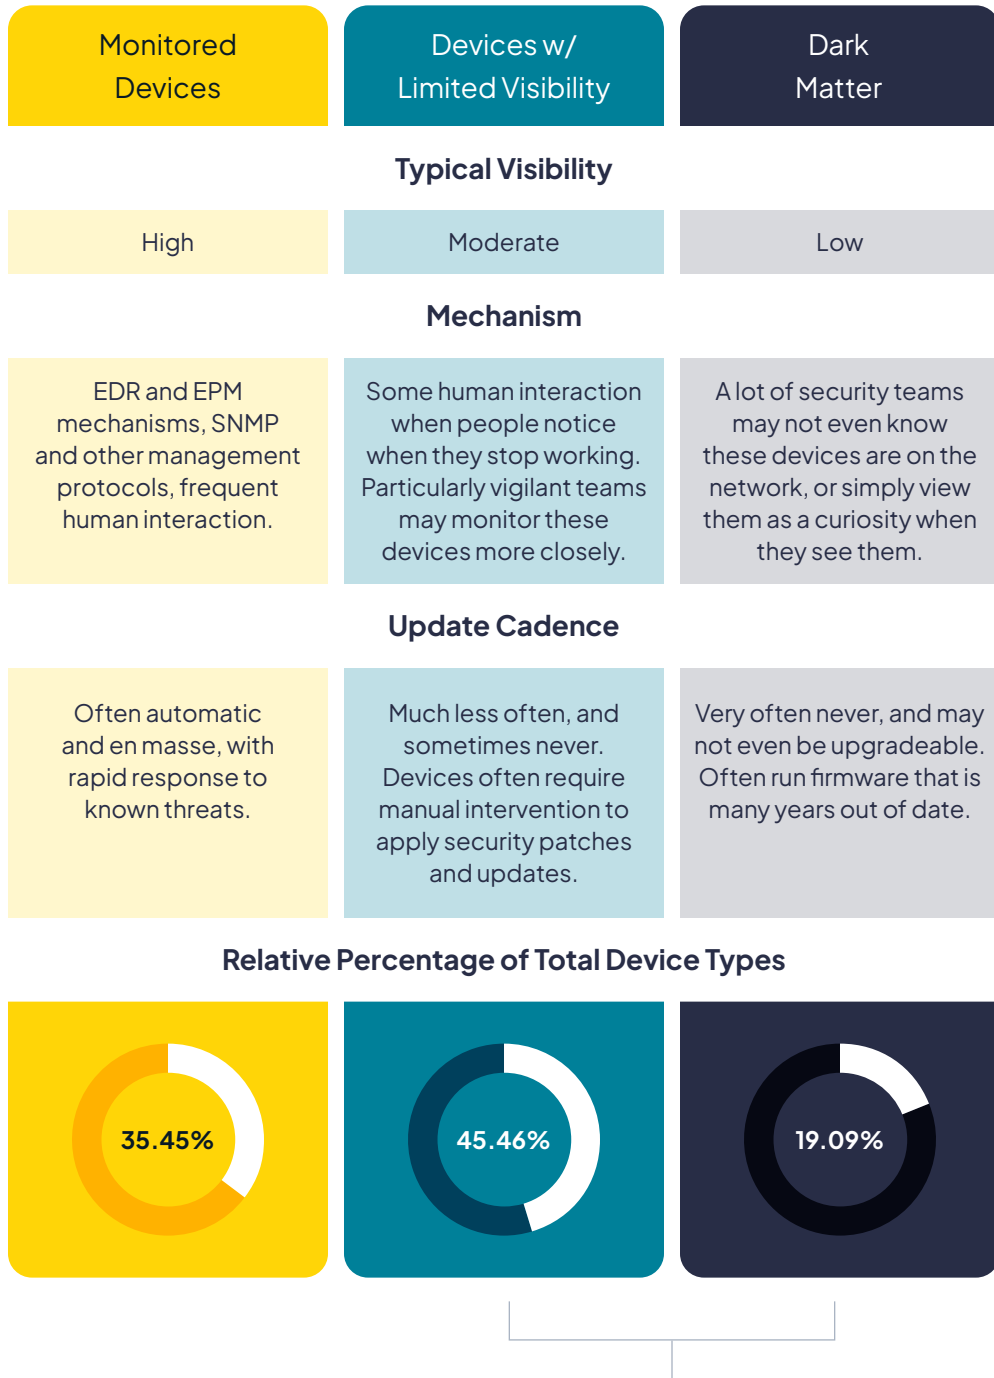 Monitored
Devices
Devices w/
Limited Visibility
Dark
Matter
Typical Visibility
High
Moderate
Low
Mechanism
EDR and EPM
mechanisms, SNMP
and other management
protocols, frequent
human interaction.
Some human interaction
when people notice
when they stop working.
Particularly vigilant teams
may monitor these
devices more closely.
A lot of security teams
may not even know
these devices are on the
network, or simply view
them as a curiosity when
they see them.
Update Cadence
Often automatic
and en masse, with
rapid response to
known threats.
Much less often, and
sometimes never.
Devices often require
manual intervention to
apply security patches
and updates.
Very often never, and may
not even be upgradeable.
Often run firmware that is
many years out of date.
Relative Percentage of Total Device Types
35.45%
45.46%
19.09%